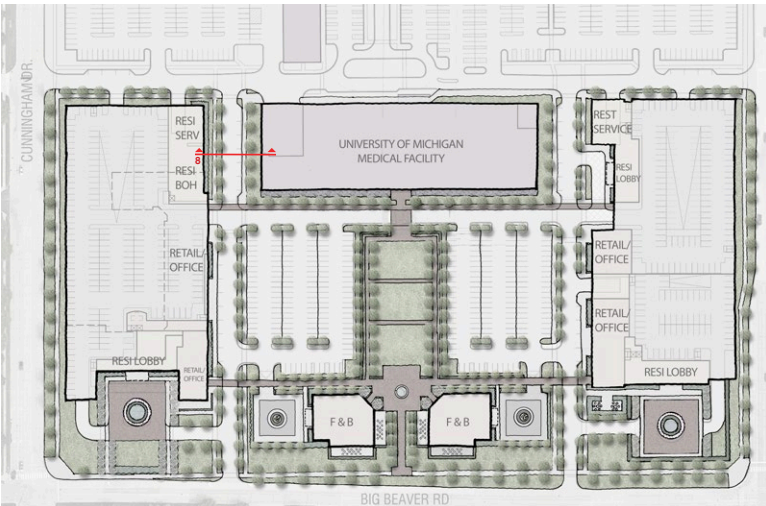 CUNNINGHAM DR.
RESI
SERV
8
RESI
BOH
RETAIL/
OFFICE
RESI LOBBY
RETAIL/
OFFICE
UNIVERSITY OF MICHIGAN
MEDICAL FACILITY
REST
SERVICE
RESI
LOBBY
RETAIL/
OFFICE
RETAIL/
OFFICE
RESI LOBBY
F & B
F & B
BIG BEAVER RD